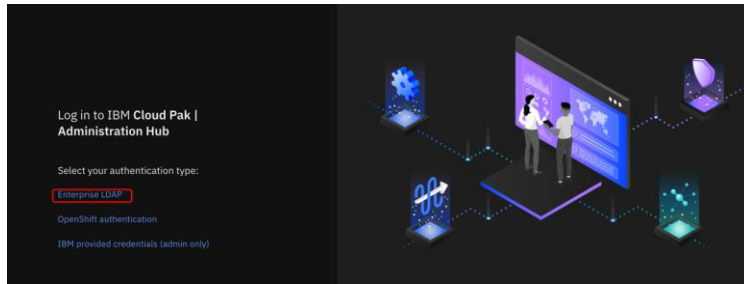 Log in to IBM Cloud Pak |
Administration Hub
Select your authentication type:
Enterprise LDAP
OpenShift authentication
IBM provided credentials (admin only)